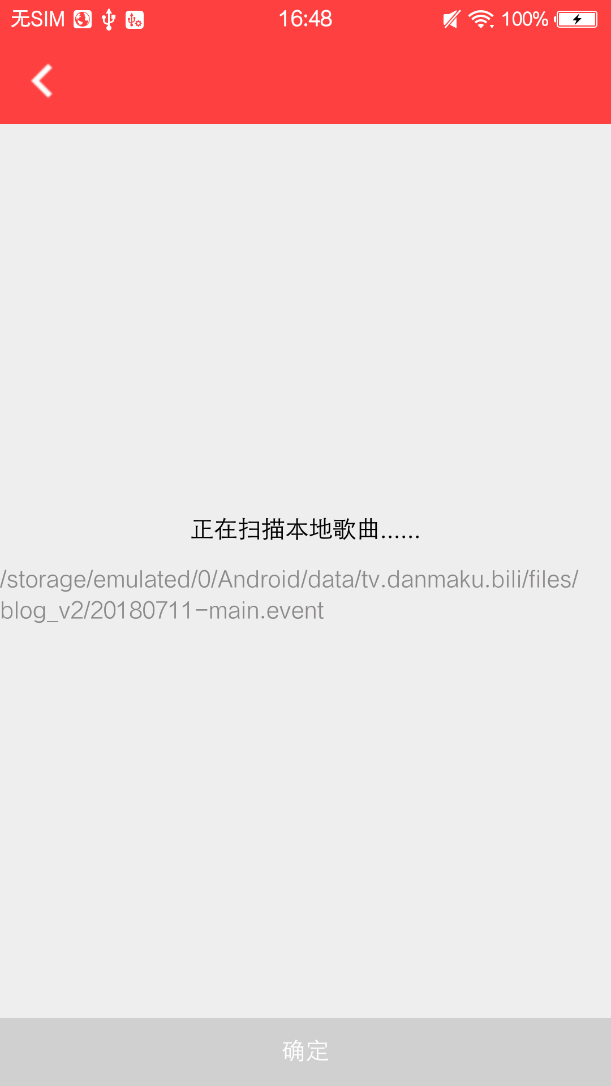 无SIM 16:48 100%
正在扫描本地歌曲......
/storage/emulated/0/Android/data/tv.danmaku.bili/files/
blog_v2/20180711-main.event
确定